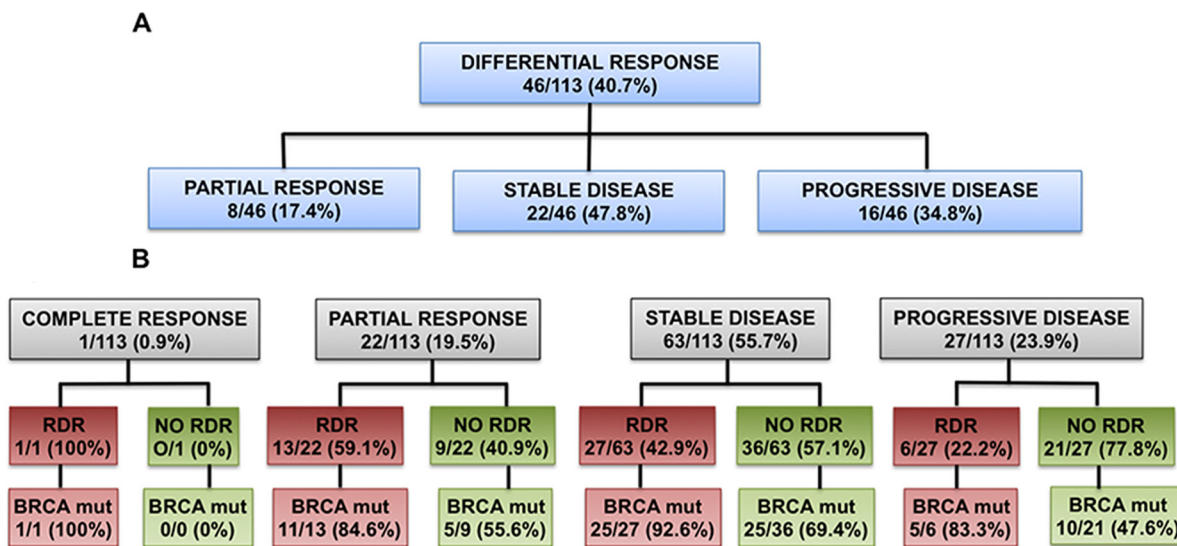 A
DIFFERENTIAL RESPONSE
46/113 (40.7%)
PARTIAL RESPONSE
8/46 (17.4%)
STABLE DISEASE
22/46 (47.8%)
PROGRESSIVE DISEASE
16/46 (34.8%)
B
COMPLETE RESPONSE
1/113 (0.9%)
PARTIAL RESPONSE
22/113 (19.5%)
STABLE DISEASE
63/113 (55.7%)
PROGRESSIVE DISEASE
27/113 (23.9%)
RDR
1/1 (100%)
NO RDR
O/1 (0%)
RDR
13/22 (59.1%)
NO RDR
9/22 (40.9%)
RDR
27/63 (42.9%)
NO RDR
36/63 (57.1%)
RDR
6/27 (22.2%)
NO RDR
21/27 (77.8%)
BRCA mut
1/1 (100%)
BRCA mut
0/0 (0%)
BRCA mut
11/13 (84.6%)
BRCA mut
5/9 (55.6%)
BRCA mut
25/27 (92.6%)
BRCA mut
25/36 (69.4%)
BRCA mut
5/6 (83.3%)
BRCA mut
10/21 (47.6%)